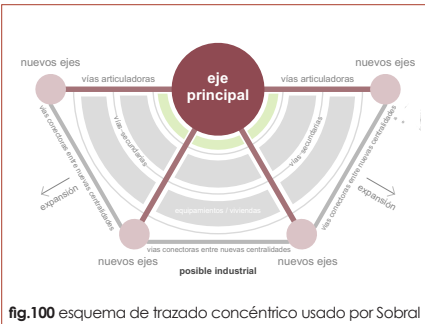 nuevos ejes
nuevos ejes
vías articuladoras
eje
principal
vías articuladoras
vías conectoras entre nuevas centralidades
vías secundarias
vías secundarias
vías conectoras entre nuevas centralidades
expansión
expansión
equipamientos / viviendas
vías conectoras entre nuevas centralidades
nuevos ejes
nuevos ejes
posible industrial
fig.100 esquema de trazado concéntrico usado por Sobral